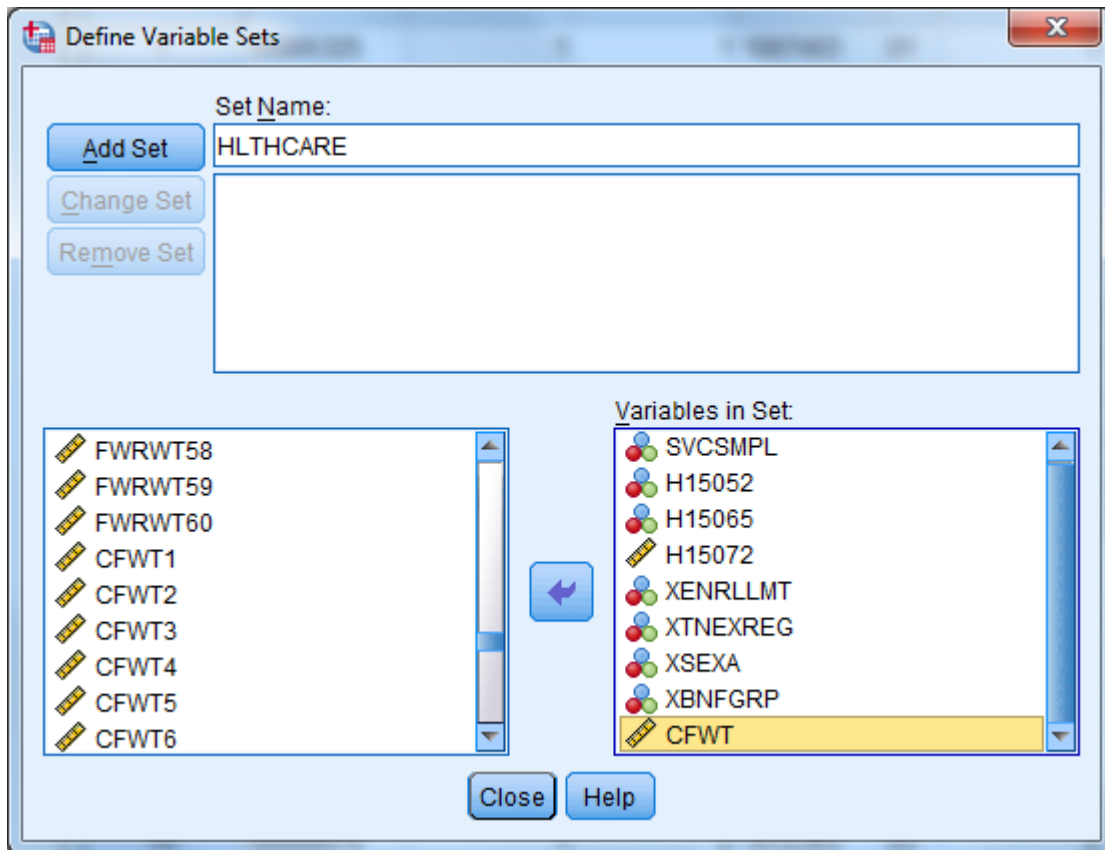 Define Variable Sets
Set Name:
Add Set
HLTHCARE
Change Set
Remove Set
FWRWT58
FWRWT59
FWRWT60
CFWT1
CFWT2
CFWT3
CFWT4
CFWT5
CFWT6
Variables in Set:
SVCSMPL
H15052
H15065
H15072
XENRLLMT
XTNEXREG
XSEXA
XBNFGRP
CFWT
Close
Help